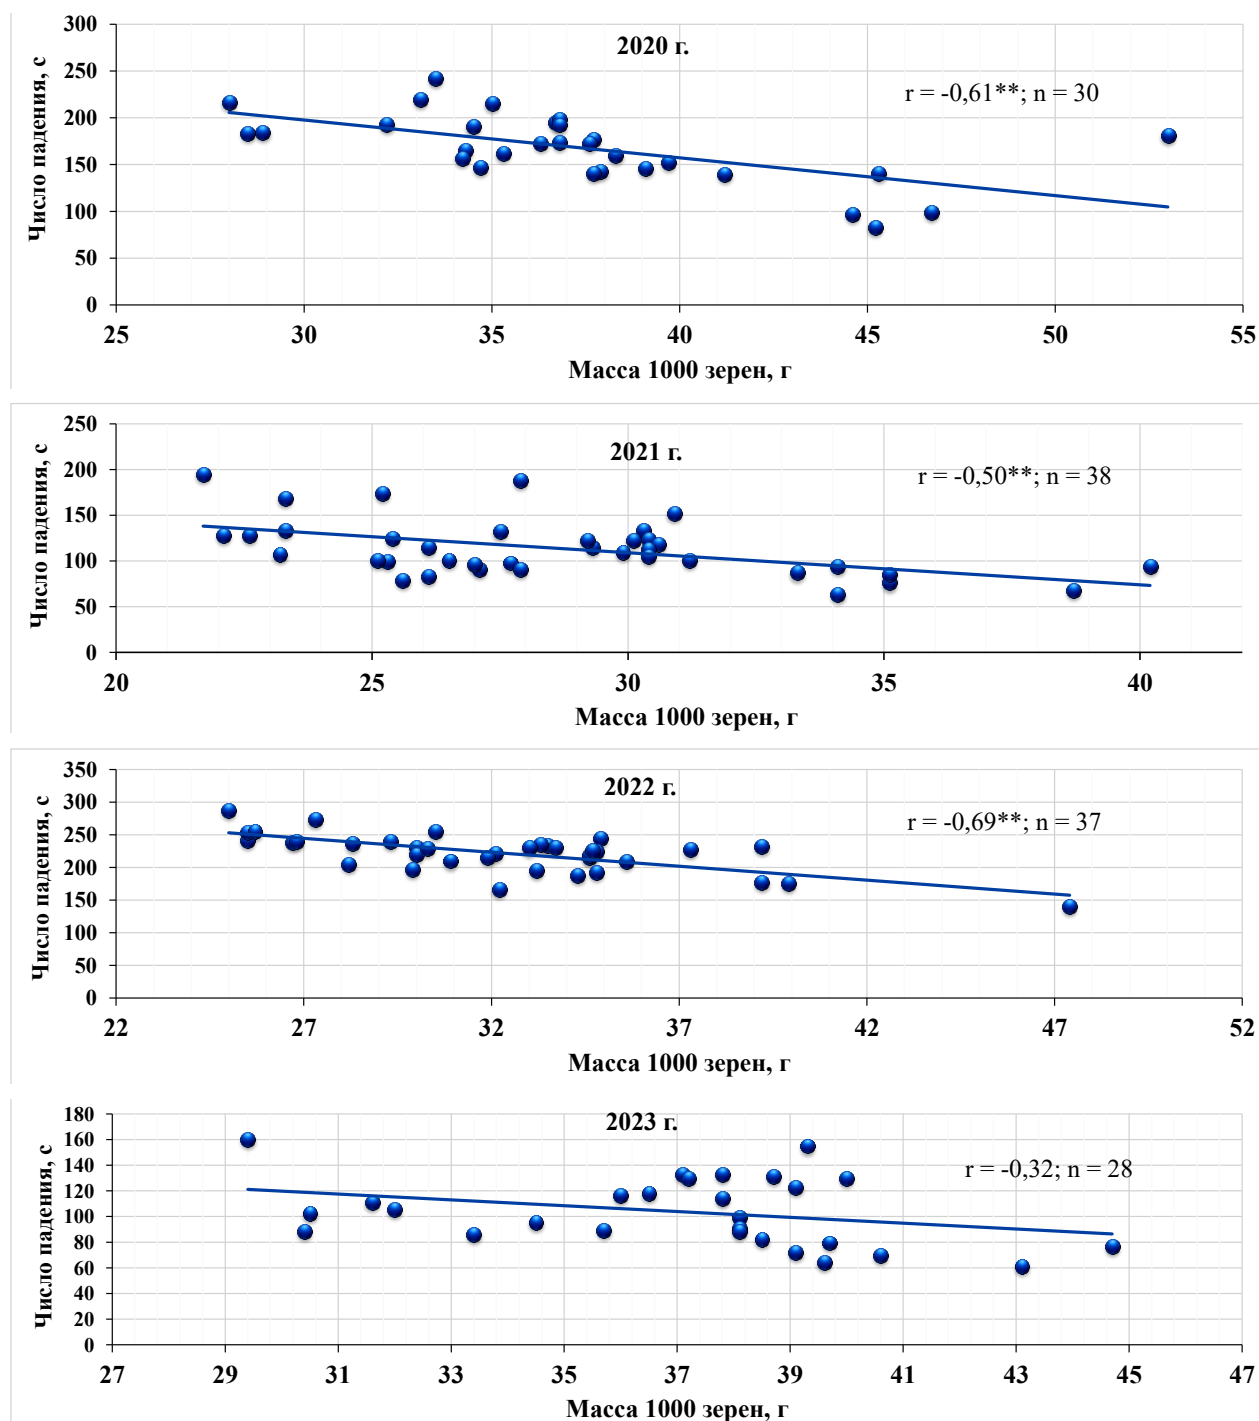 2020 г.
r = -0,61**; n = 30
Число падения, с
300
250
200
150
100
50
0
25 30 35 40 45 50 55
Масса 1000 зерен, г
2021 г.
r = -0,50**; n = 38
Число падения, с
250
200
150
100
50
0
20 25 30 35 40
Масса 1000 зерен, г
2022 г.
r = -0,69**; n = 37
Число падения, с
350
300
250
200
150
100
50
0
22 27 32 37 42 47 52
Масса 1000 зерен, г
2023 г.
r = -0,32; n = 28
Число падения, с
180
160
140
120
100
80
60
40
20
0
27 29 31 33 35 37 39 41 43 45 47
Масса 1000 зерен, г